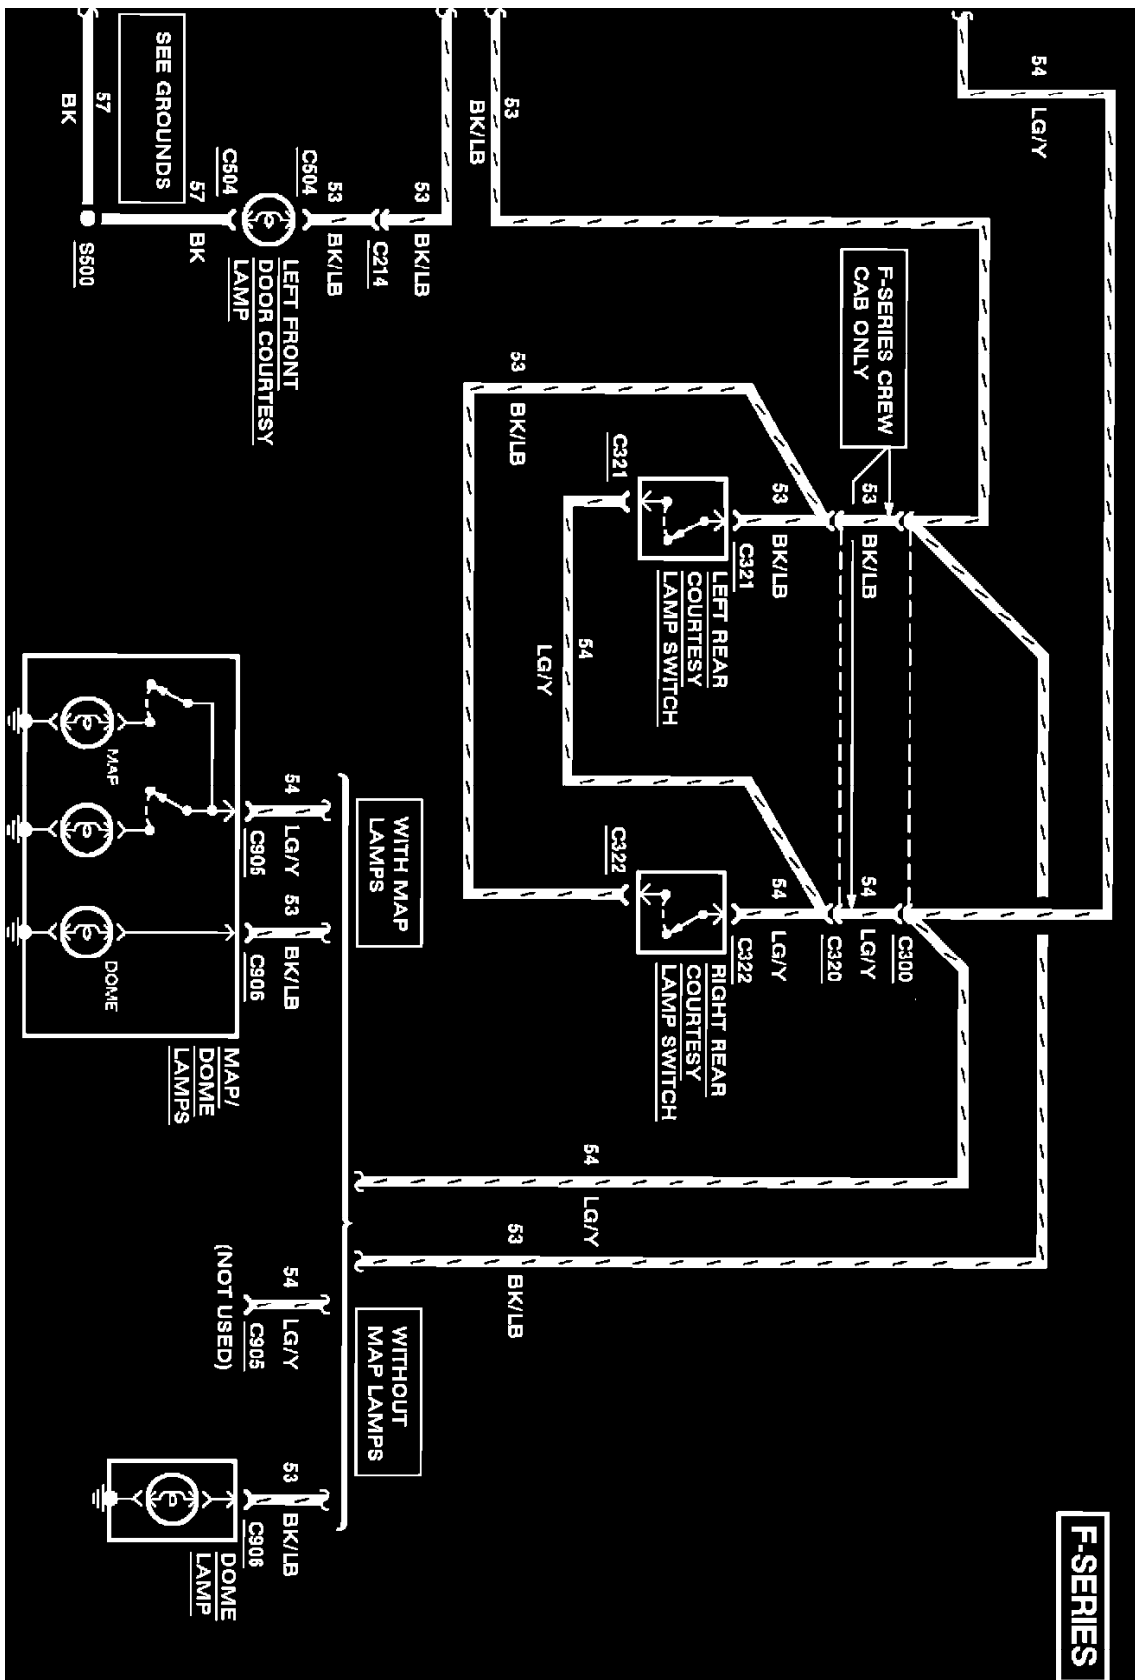 F-SERIES
54
LG/Y
53
BK/LB
F-SERIES CREW
CAB ONLY
C300
53
BK/LB
54
LG/Y
C320
53
BK/LB
54
LG/Y
C321
LEFT REAR
COURTESY
LAMP SWITCH
C321
C322
RIGHT REAR
COURTESY
LAMP SWITCH
C322
54
LG/Y
53
BK/LB
54
LG/Y
53
BK/LB
53
BK/LB
C214
53
BK/LB
C504
LEFT FRONT
DOOR COURTESY
LAMP
C504
57
BK
SEE GROUNDS
57
BK
S500
WITH MAP
LAMPS
54
LG/Y
C905
53
BK/LB
C906
MAP/
DOME
LAMPS
MAP
DOME
WITHOUT
MAP LAMPS
54
LG/Y
C905
(NOT USED)
53
BK/LB
C906
DOME
LAMP